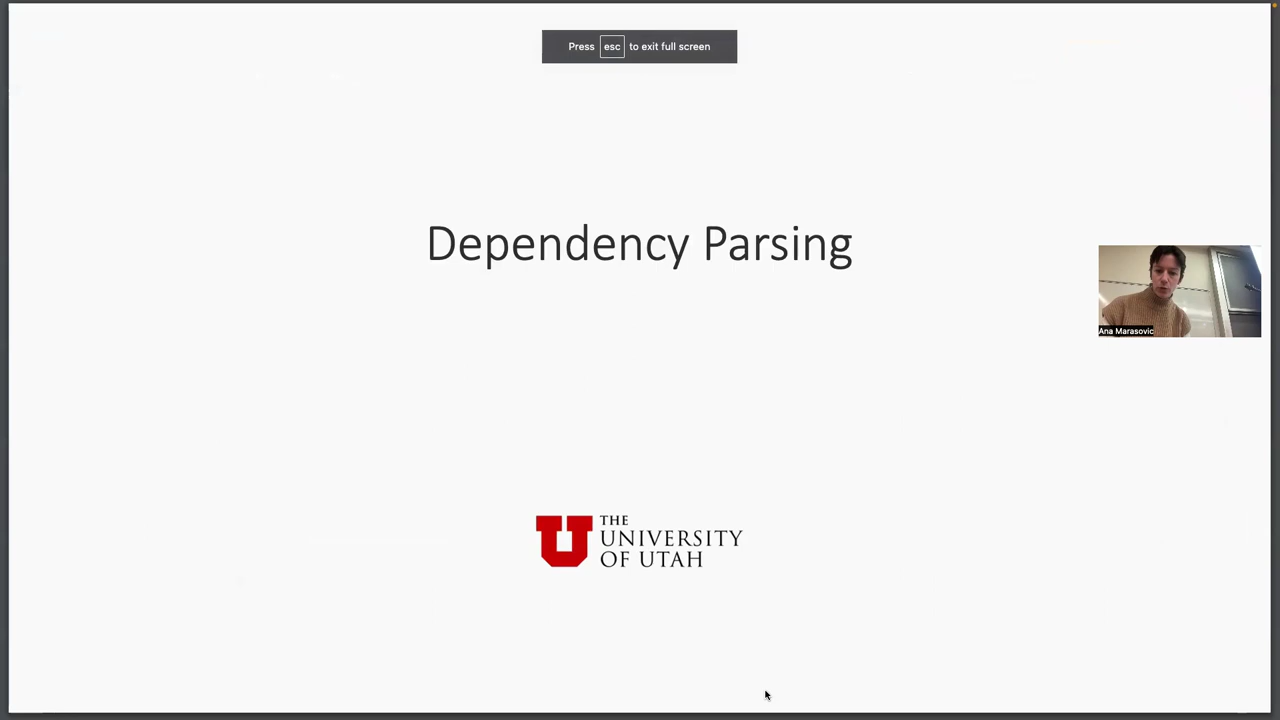 Press esc to exit full screen
Dependency Parsing
Ana Marasovic
THE
UNIVERSITY
OF UTAH